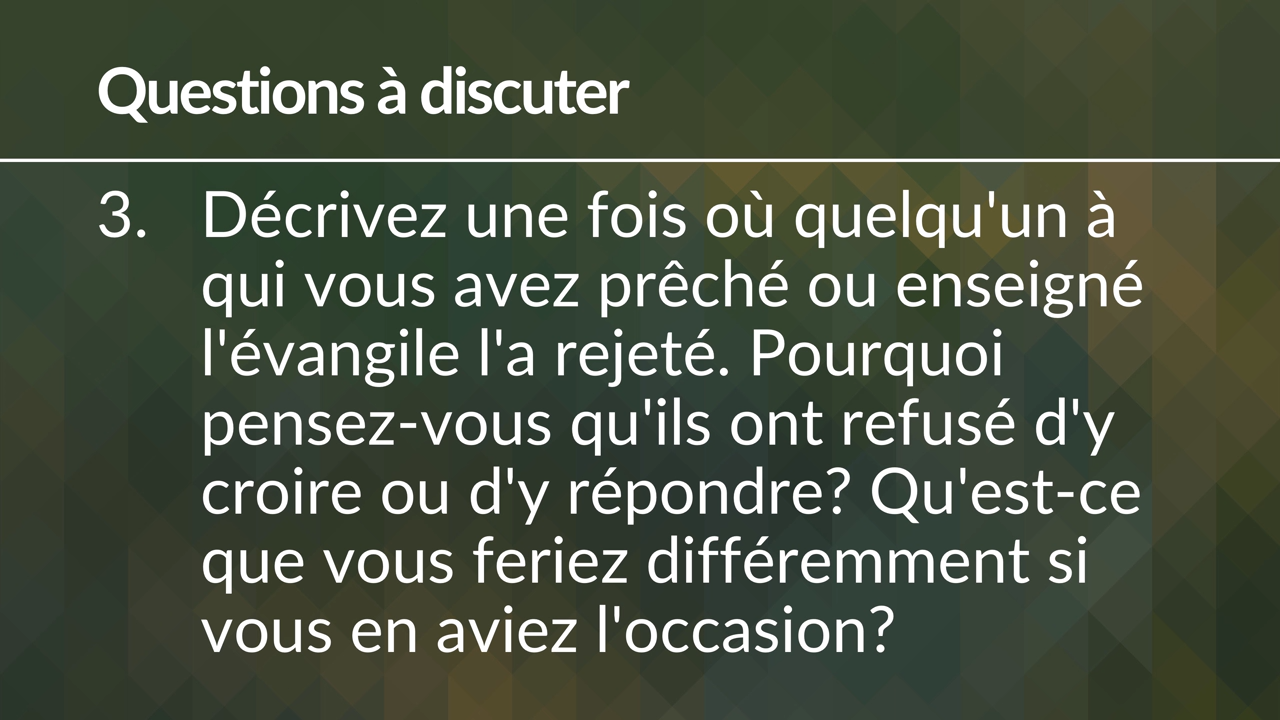 Questions à discuter
3. Décrivez une fois où quelqu'un à
qui vous avez prêché ou enseigné
l'évangile l'a rejeté. Pourquoi
pensez-vous qu'ils ont refusé d'y
croire ou d'y répondre? Qu'est-ce
que vous feriez différemment si
vous en aviez l'occasion?